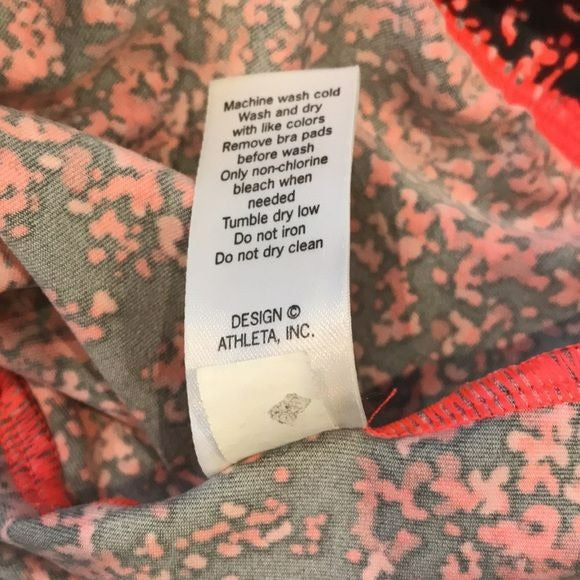 Machine wash cold
Wash and dry
with like colors
Remove bra pads
before wash
Only non-chlorine
bleach when
needed
Tumble dry low
Do not iron
Do not dry clean
DESIGN ©
ATHLETA, INC.